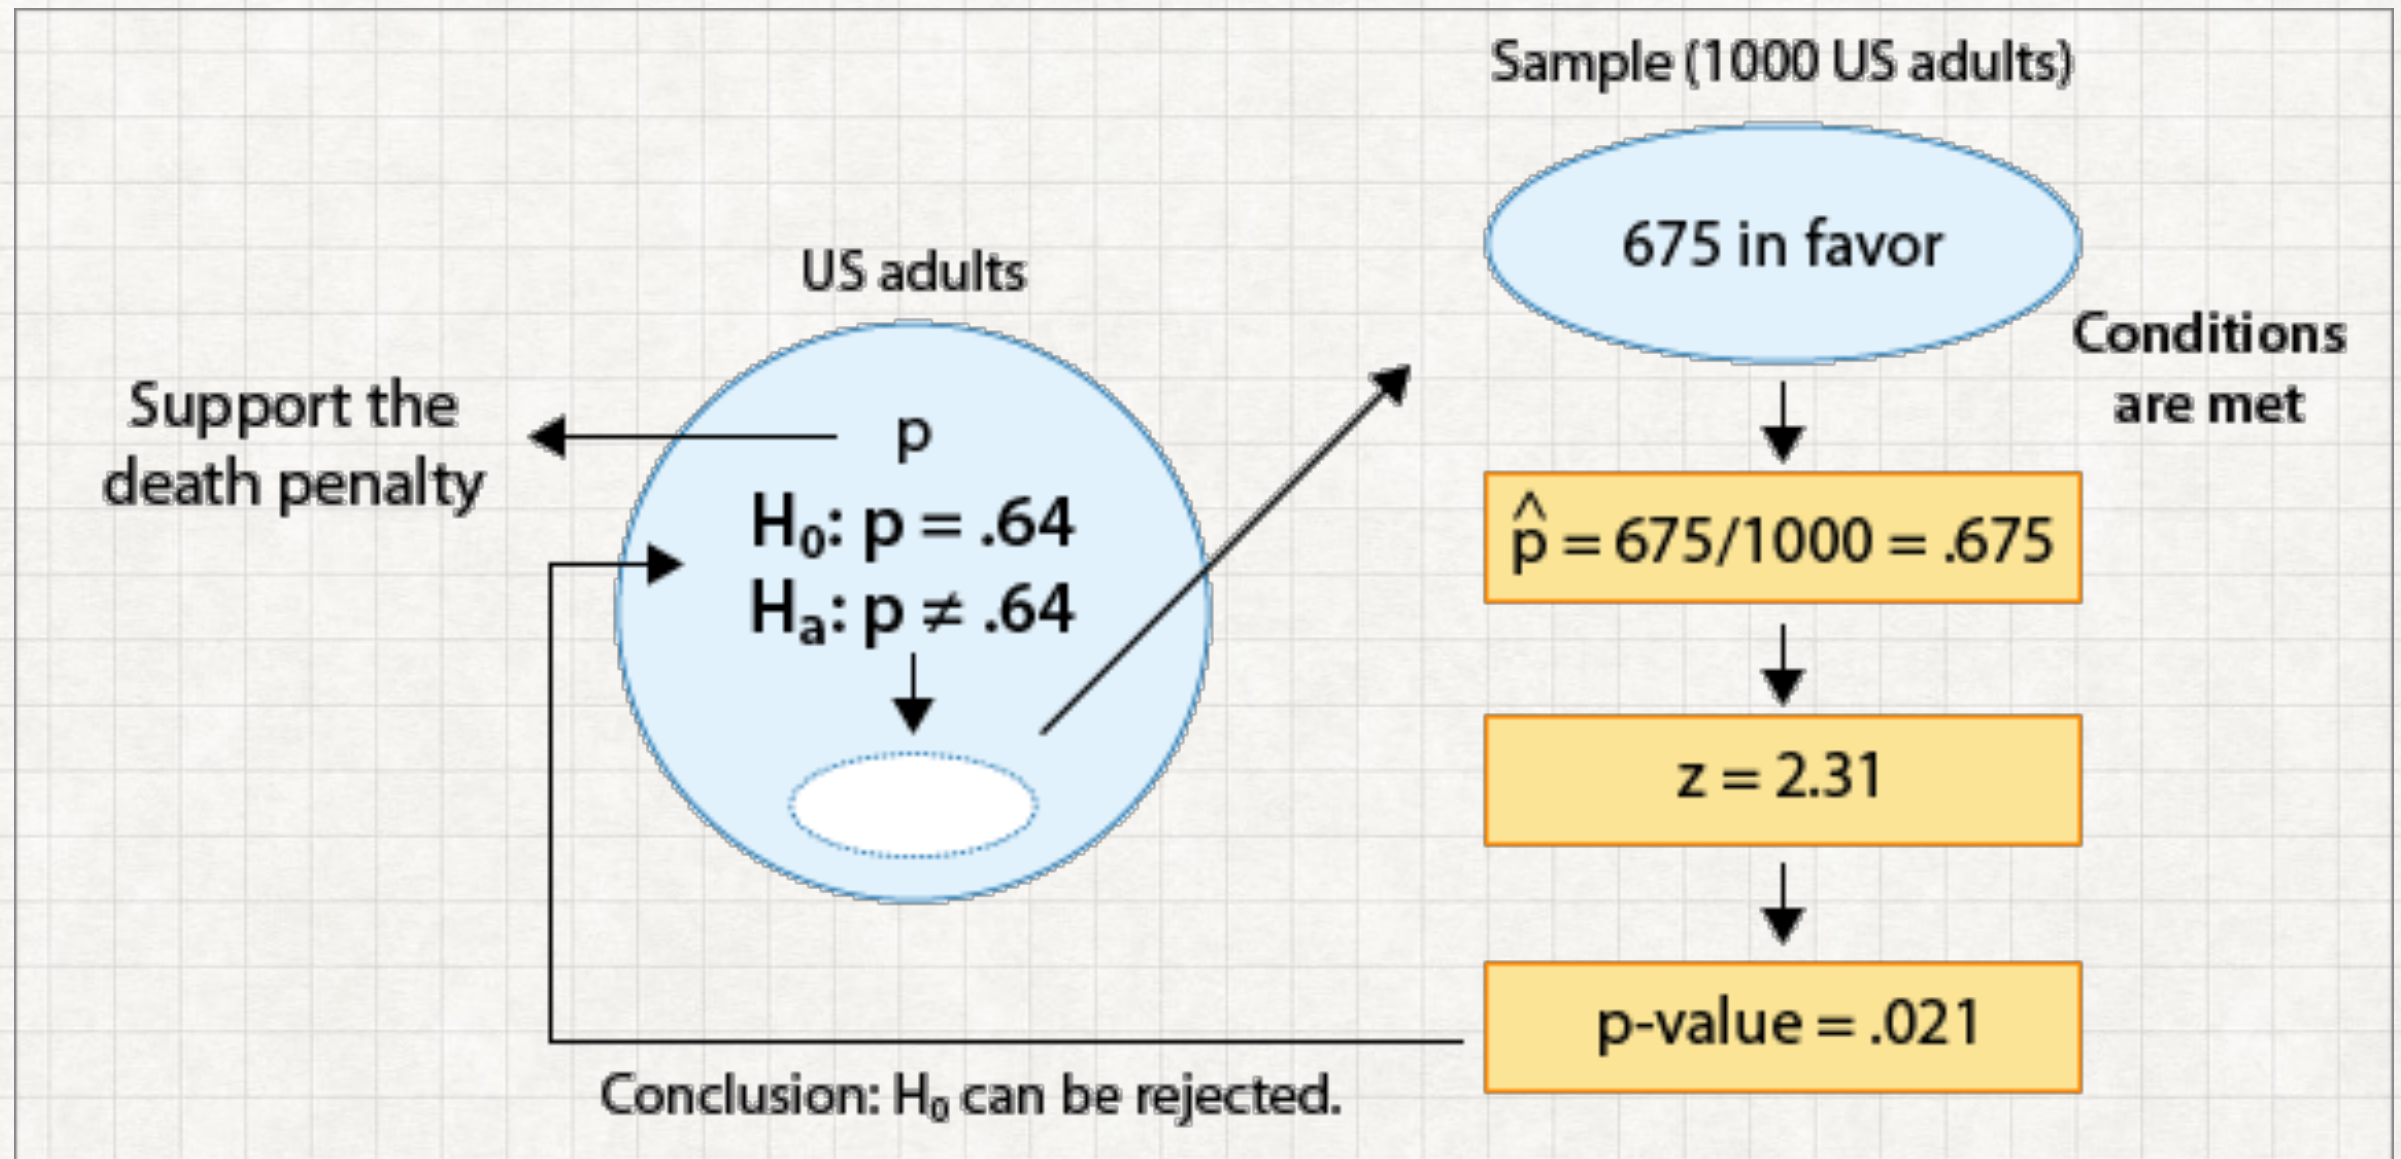 Sample (1000 US adults)
675 in favor
Conditions
are met
US adults
Support the
death penalty
p
H₀: p = .64
Hₐ: p ≠ .64
p̂ = 675/1000 = .675
z = 2.31
p-value = .021
Conclusion: H₀ can be rejected.